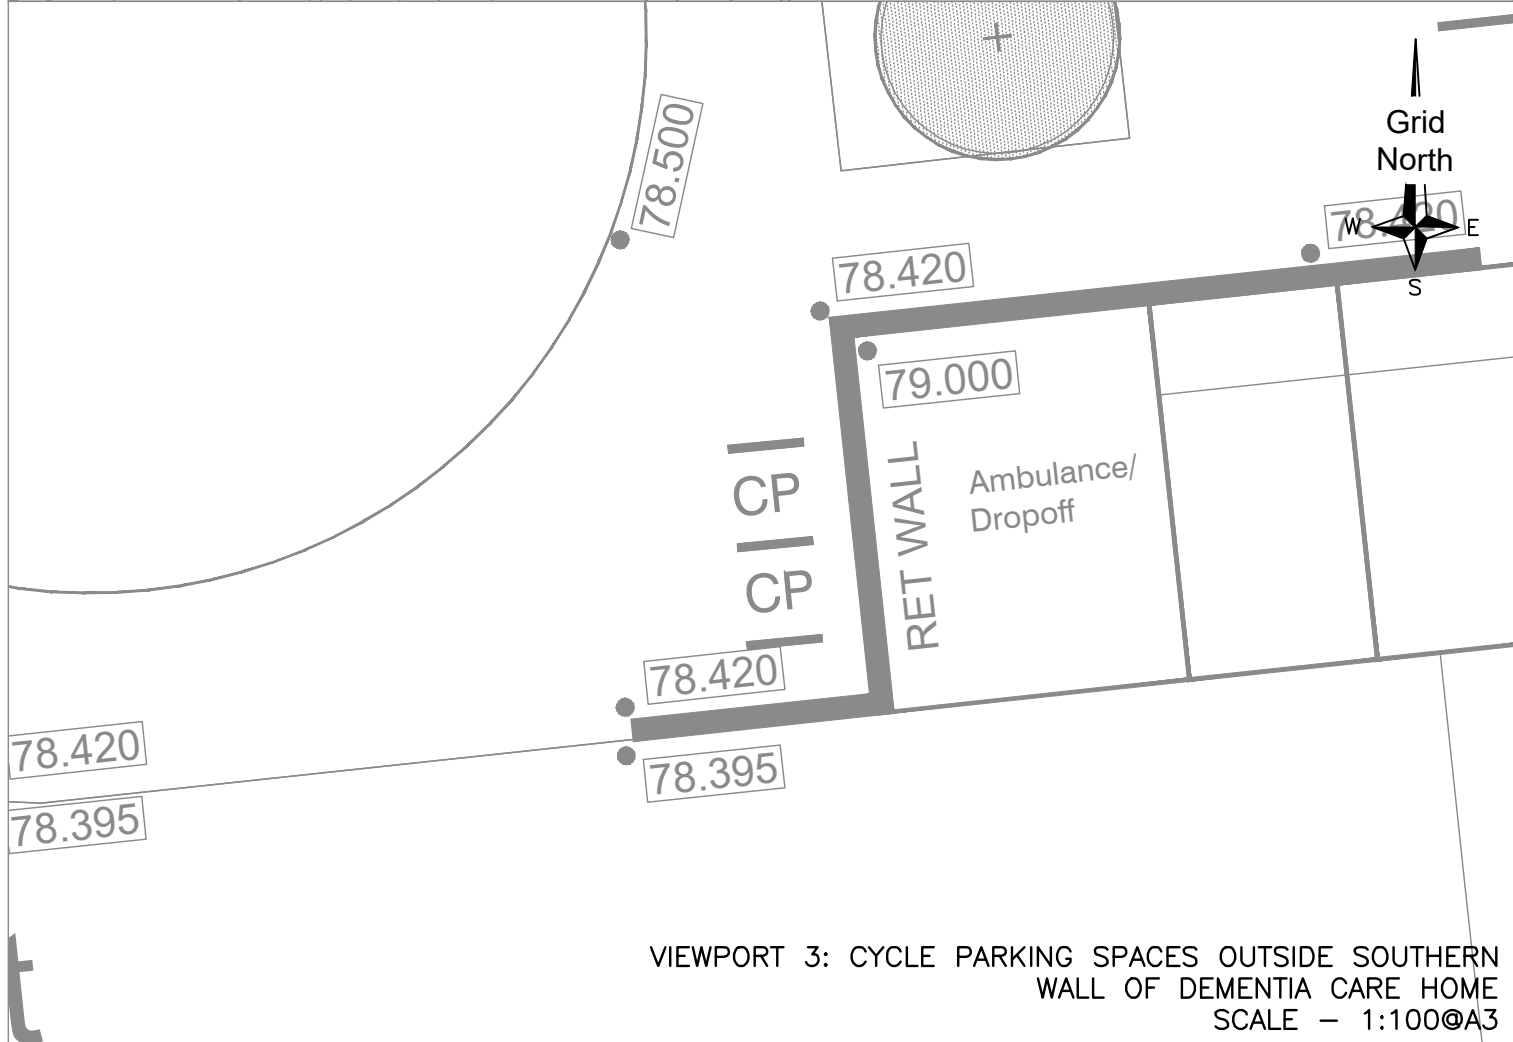 78.500
Grid
North
78.420
W
E
S
78.420
79.000
RET WALL
Ambulance/
Dropoff
CP
CP
78.420
78.395
78.420
78.395
t
VIEWPORT 3: CYCLE PARKING SPACES OUTSIDE SOUTHERN
WALL OF DEMENTIA CARE HOME
SCALE – 1:100@A3